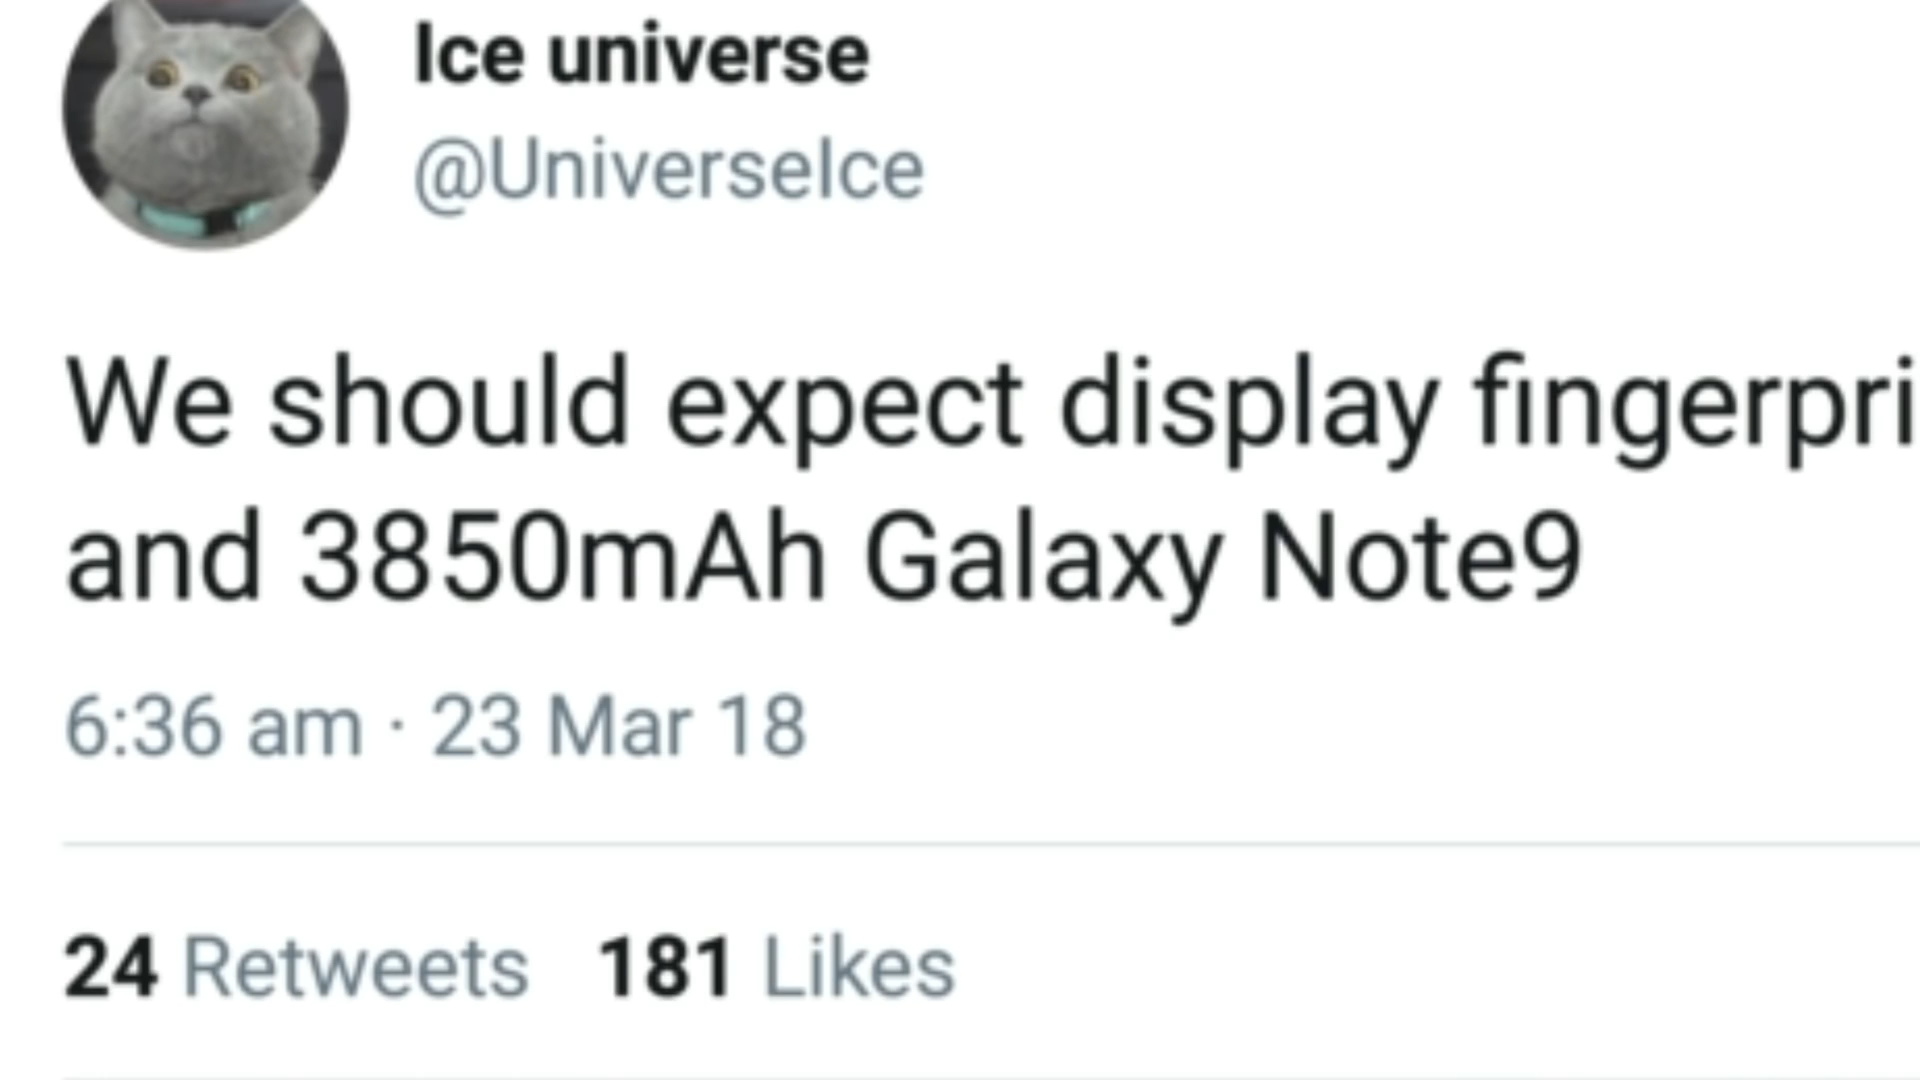 Ice universe
@UniverseIce
We should expect display fingerpri
and 3850mAh Galaxy Note9
6:36 am · 23 Mar 18
24 Retweets 181 Likes